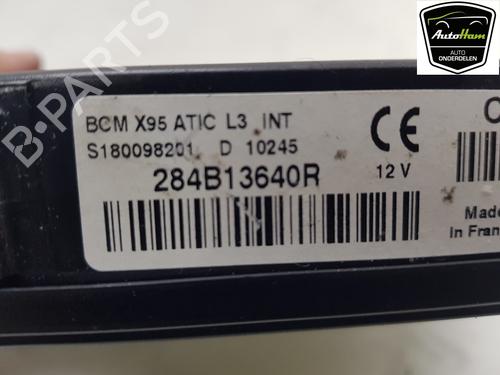 AutoHam
AUTO
ONDERDELEN
B-PARTS
BCM X95 ATIC L3 INT
S180098201 D 10245
284B13640R
CE
12 V
C
Made
in Fran